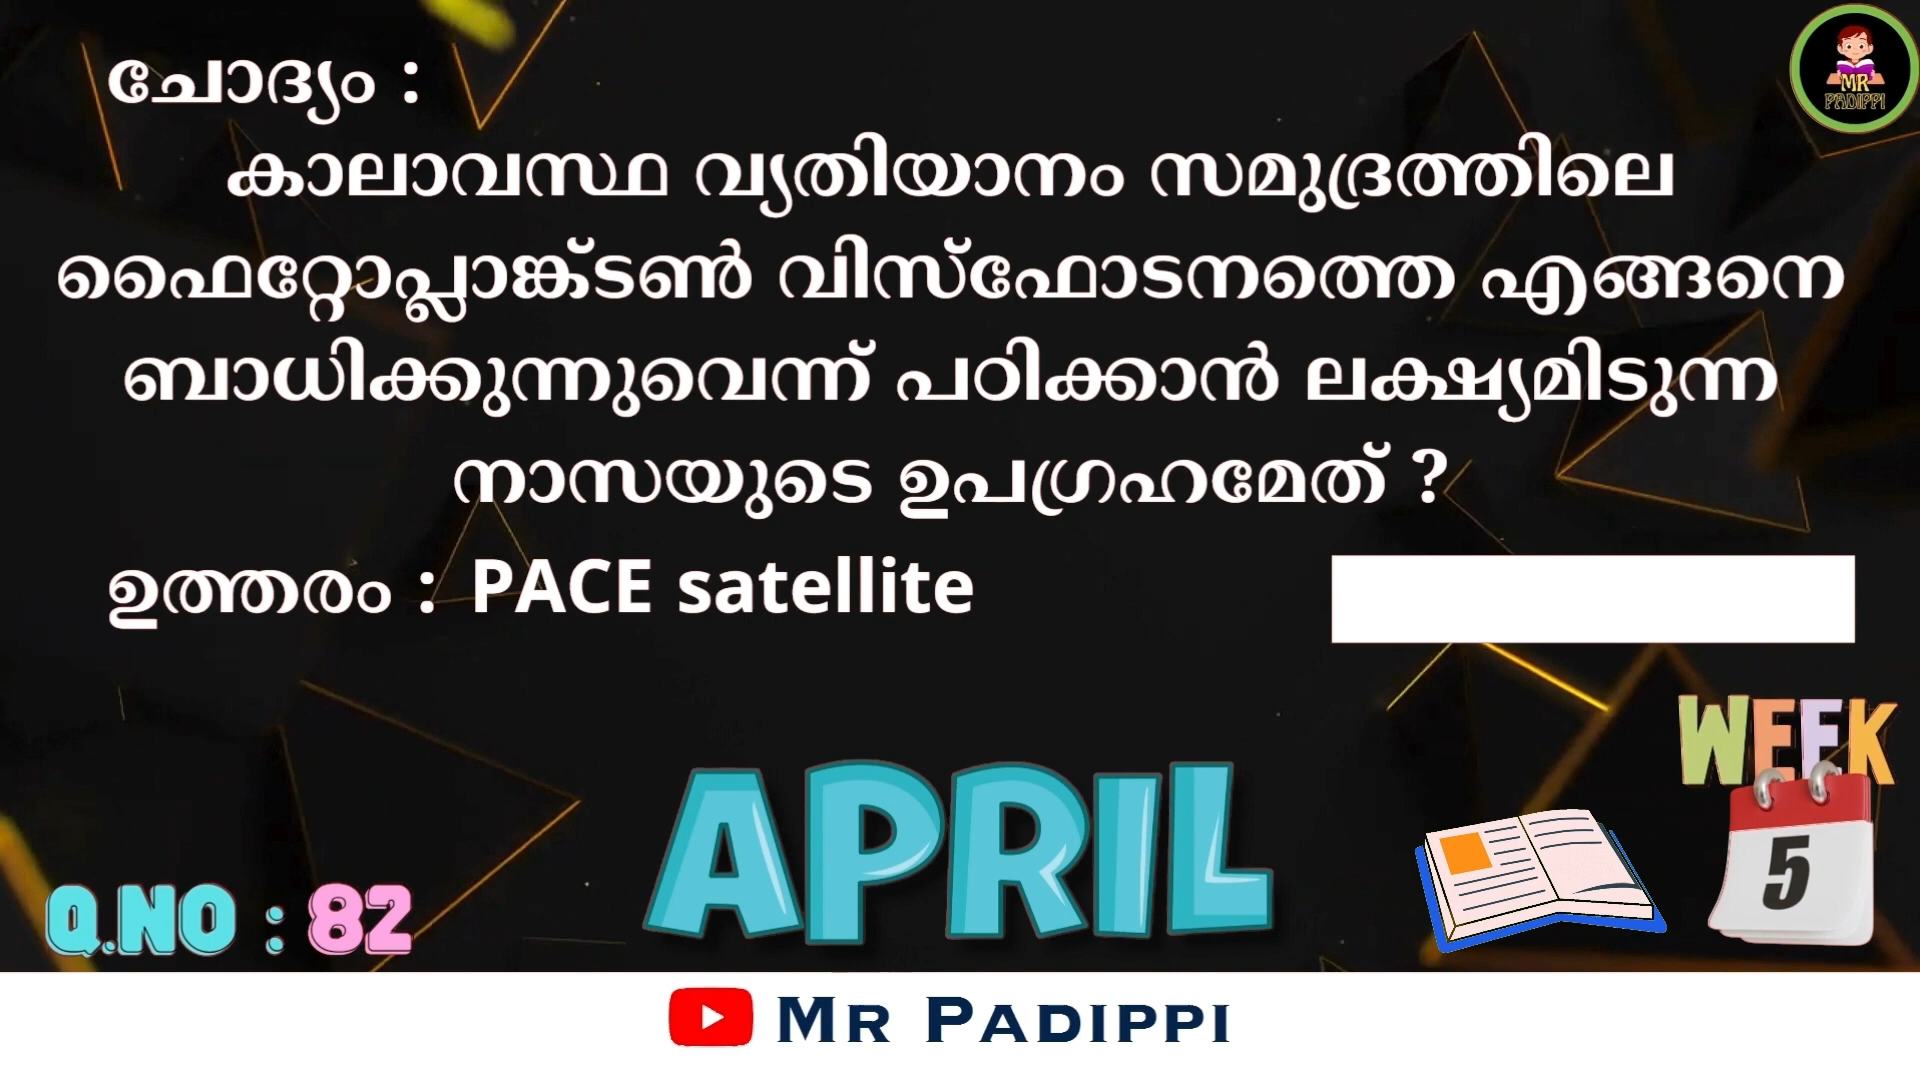 ചോദ്യം :
MR
PADIPPI
കാലാവസ്ഥ വ്യതിയാനം സമുദ്രത്തിലെ
ഫൈറ്റോപ്ലാങ്ക്ടൺ വിസ്ഫോടനത്തെ എങ്ങനെ
ബാധിക്കുന്നുവെന്ന് പഠിക്കാൻ ലക്ഷ്യമിടുന്ന
നാസയുടെ ഉപഗ്രഹമേത് ?
ഉത്തരം : PACE satellite
WEEK
5
APRIL
Q.NO : 82
MR PADIPPI